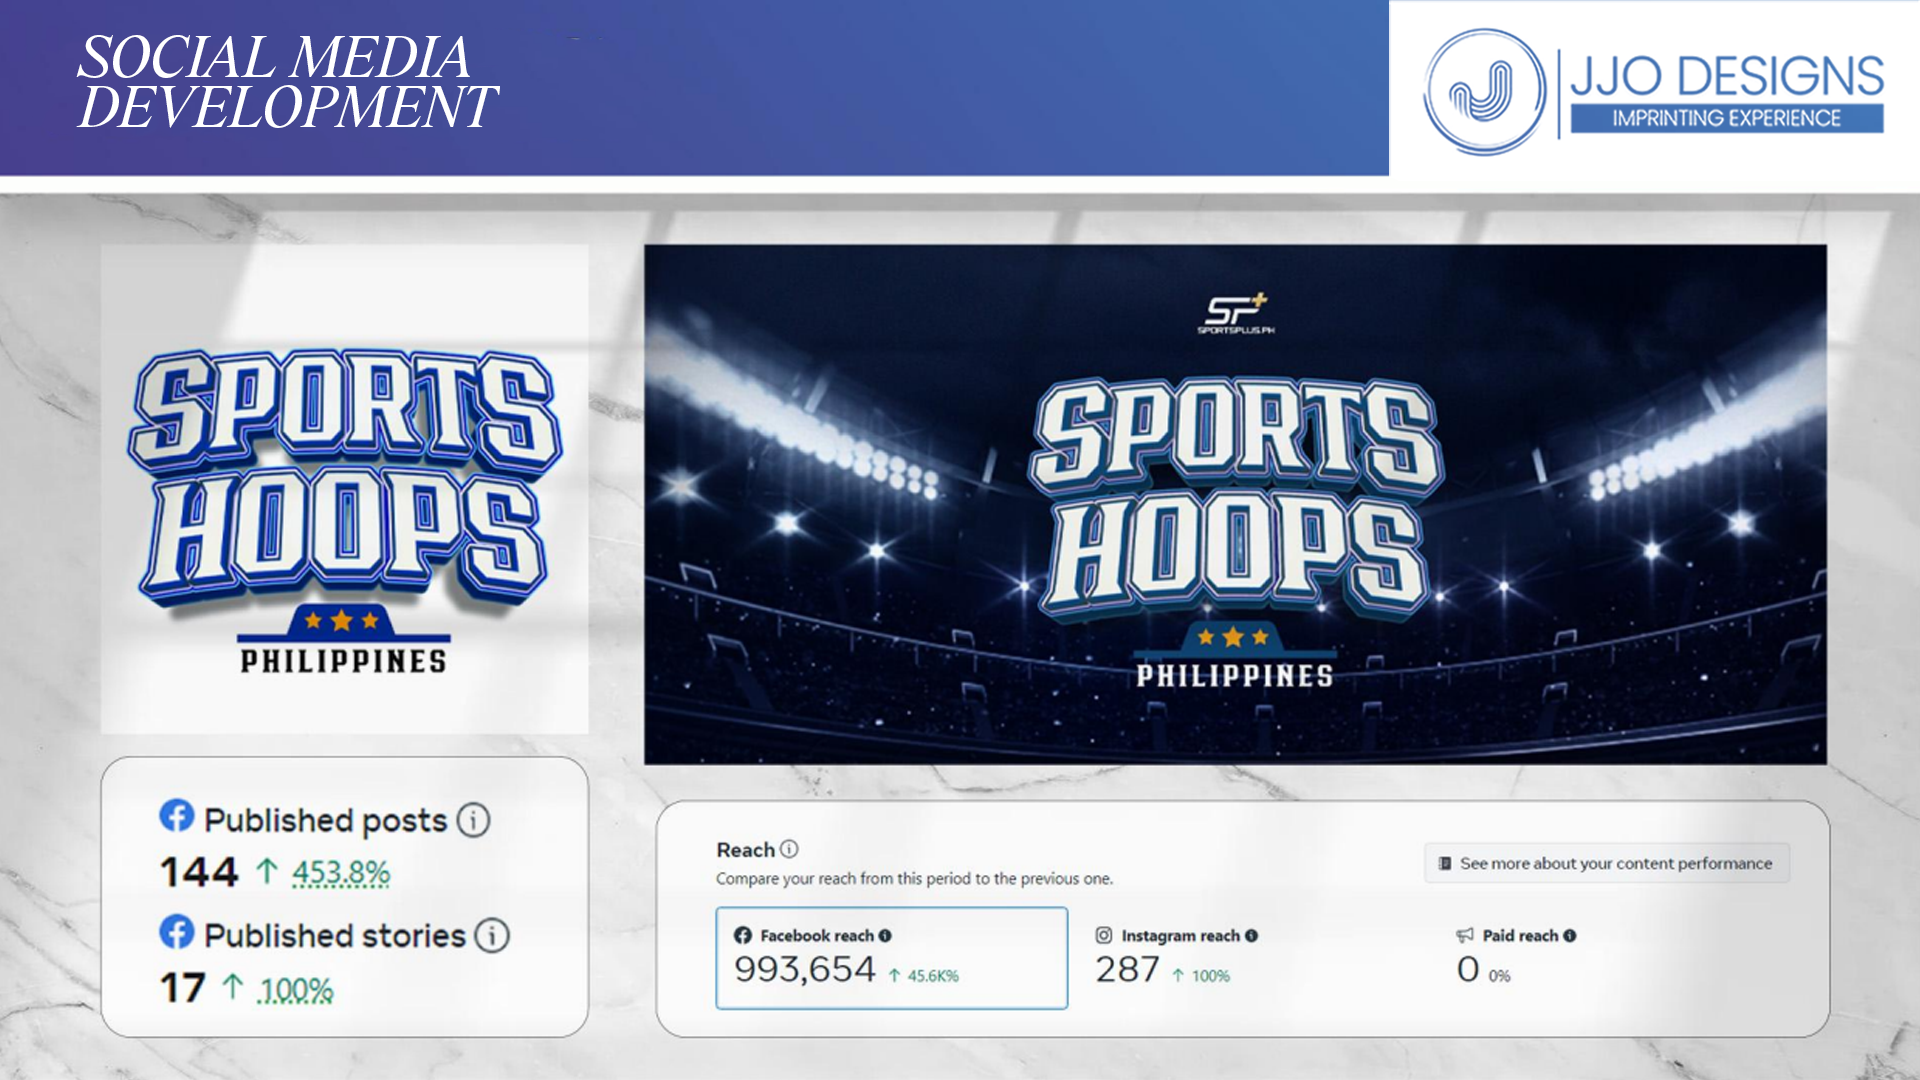 SOCIAL MEDIA
DEVELOPMENT
JJO DESIGNS
IMPRINTING EXPERIENCE
SPORTS
HOOPS
PHILIPPINES
SP+
SPORTSPLUS.PH
SPORTS
HOOPS
PHILIPPINES
Published posts
144 ↑ 453.8%
Published stories
17 ↑ 100%
Reach
Compare your reach from this period to the previous one.
See more about your content performance
Facebook reach
993,654 ↑ 45.6K%
Instagram reach
287 ↑ 100%
Paid reach
0 0%